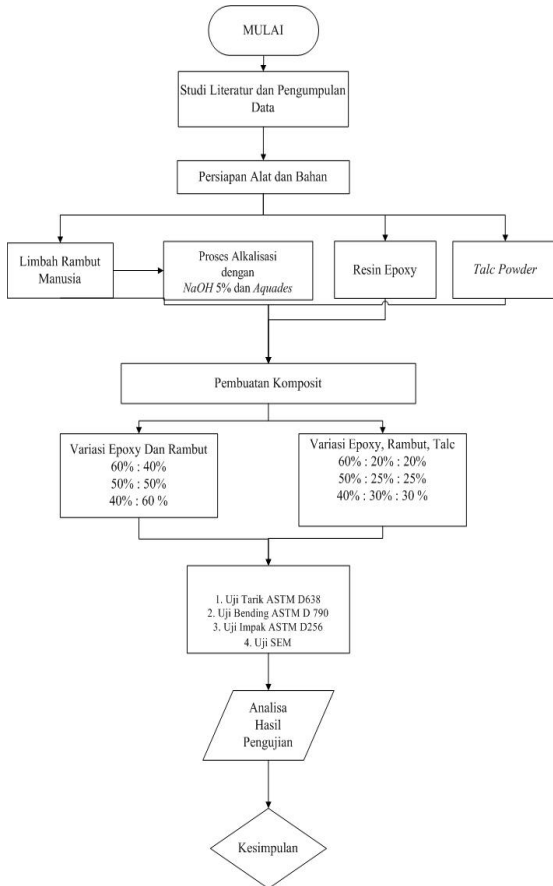 MULAI
Studi Literatur dan Pengumpulan
Data
Persiapan Alat dan Bahan
Limbah Rambut
Manusia
Proses Alkalisasi
dengan
NaOH 5% dan Aquades
Resin Epoxy
Talc Powder
Pembuatan Komposit
Variasi Epoxy Dan Rambut
60% : 40%
50% : 50%
40% : 60 %
Variasi Epoxy, Rambut, Talc
60% : 20% : 20%
50% : 25% : 25%
40% : 30% : 30 %
1. Uji Tarik ASTM D638
2. Uji Bending ASTM D 790
3. Uji Impak ASTM D256
4. Uji SEM
Analisa
Hasil
Pengujian
Kesimpulan